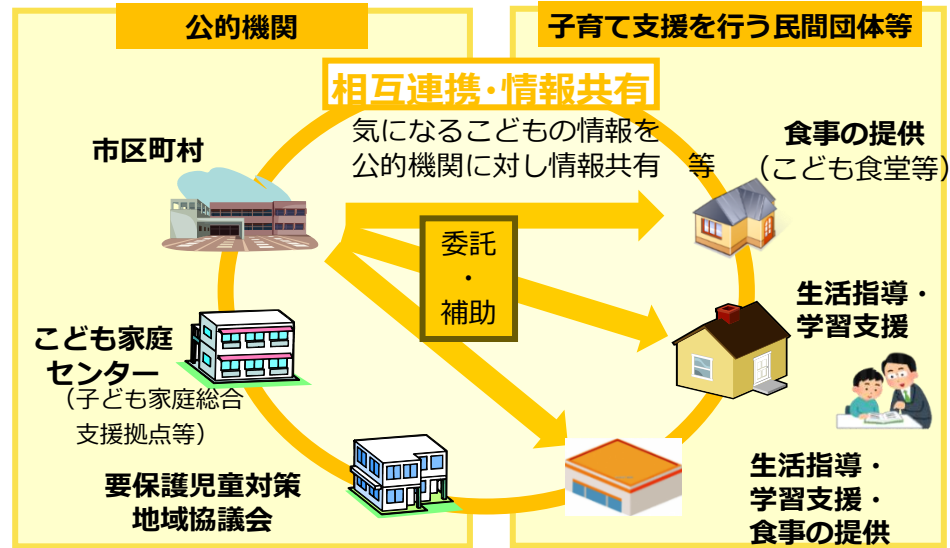 公的機関
子育て支援を行う民間団体等
相互連携・情報共有
気になるこどもの情報を
公的機関に対し情報共有　等
市区町村
食事の提供
（こども食堂等）
委託
・
補助
生活指導・
学習支援
こども家庭
センター
（子ども家庭総合
支援拠点等）
要保護児童対策
地域協議会
生活指導・
学習支援・
食事の提供